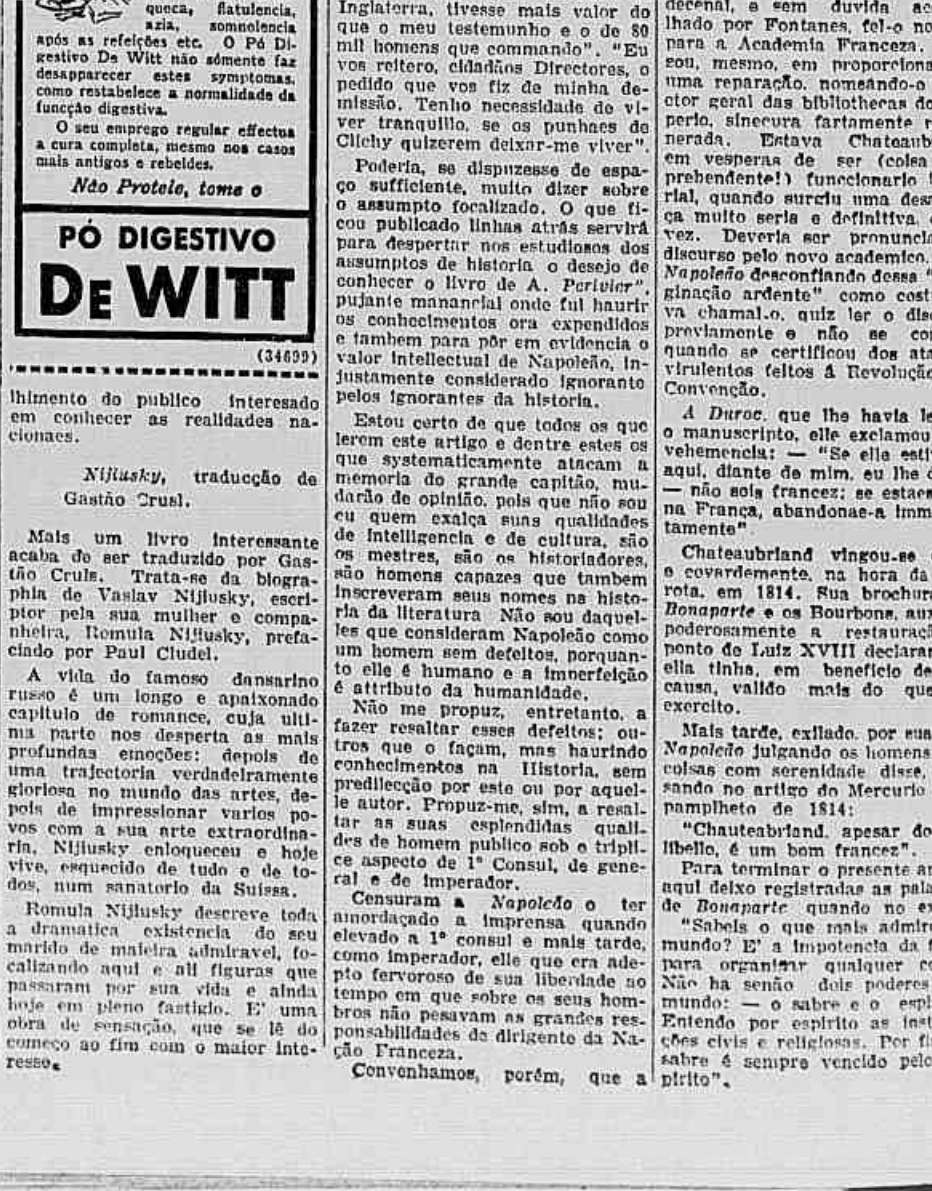 queca, flatulencia,
azia, somnolencia
após as refeições etc. O Pó Di-
gestivo De Witt não sómente faz
desapparecer estes symptomas,
como restabelece a normalidade da
funcção digestiva.
O seu emprego regular effectua
a cura completa, mesmo nos casos
mais antigos e rebeldes.
Não Proteie, tome o
PÓ DIGESTIVO
DE WITT
(34699)
lhimento do publico interesado
em conhecer as realidades na-
cionaes.
Nijiusky, traducção de
Gastão Crusl.
Mais um livro interessante
acaba de ser traduzido por Gas-
tão Cruls. Trata-se da biogra-
phia de Vaslav Nijiusky, escri-
ptor pela sua mulher e compa-
nheira, Romula Nijiusky, prefa-
ciado por Paul Cludel.
A vida do famoso dansarino
russo é um longo e apaixonado
capitulo de romance, cuja ulti-
ma parte nos desperta as mais
profundas emoções: depois de
uma trajectoria verdadeiramente
gloriosa no mundo das artes, de-
pois de impressionar varios po-
vos com a sua arte extraordina-
ria, Nijiusky enloqueceu e hoje
vive, esquecido de tudo e de to-
dos, num sanatorio da Suissa.
Romula Nijiusky descreve toda
a dramatica existencia do seu
marido de maieira admiravel, fo-
calizando aqui e ali figuras que
passaram por sua vida e ainda
hoje em pleno fastigio. E' uma
obra de sensação, que se lê do
começo ao fim com o maior inte-
resse.
Inglaterra, tivesse mais valor do
que o meu testemunho e o de 80
mil homens que commando". "Eu
vos reitero, cidadãos Directores, o
pedido que vos fiz de minha de-
missão. Tenho necessidade de vi-
ver tranquillo, se os punhaes de
Clichy quizerem deixar-me viver".
Poderia, se dispuzesse de espa-
ço sufficiente, muito dizer sobre
o assumpto focalizado. O que fi-
cou publicado linhas atrás servirá
para despertar nos estudiosos dos
assumptos de historia o desejo de
conhecer o livro de A. Perivier",
pujante manancial onde fui haurir
os conhecimentos ora expendidos
e tambem para pôr em evidencia o
valor intellectual de Napoleão, in-
justamente considerado ignorante
pelos ignorantes da historia.
Estou certo de que todos os que
lerem este artigo e dentre estes os
que systematicamente atacam a
memoria do grande capitão, mu-
darão de opinião, pois que não sou
eu quem exalça suas qualidades
de intelligencia e de cultura, são
os mestres, são os historiadores,
são homens capazes que tambem
inscreveram seus nomes na histo-
ria da literatura Não sou daquel-
les que consideram Napoleão como
um homem sem defeitos, porquan-
to elle é humano e a imnerfeição
é attributo da humanidade.
Não me propuz, entretanto, a
fazer resaltar esses defeitos; ou-
tros que o façam, mas haurindo
conhecimentos na Historia, sem
predilecção por este ou por aquel-
le autor. Propuz-me, sim, a resal-
tar as suas esplendidas quali-
des de homem publico sob o tripli-
ce aspecto de 1º Consul, de gene-
ral e de imperador.
Censuram a Napoleão o ter
amordaçado a imprensa quando
elevado a 1º consul e mais tarde,
como imperador, elle que era ade-
pto fervoroso de sua liberdade no
tempo em que sobre os seus hom-
bros não pesavam as grandes res-
ponsabilidades de dirigente da Na-
ção Franceza.
Convenhamos, porém, que a
decenal, e sem duvida
lhado por Fontanes, fel-o
para a Academia Franceza.
sou, mesmo, em
uma reparação, nomeando-o
ctor geral das bibliothecas
perio, sinecura fartamente
nerada. Estava
em vesperas de ser (coisa
prehendente!) funccionario
rial, quando surgiu uma
ça muito seria e definitiva,
vez. Deveria ser
discurso pelo novo academico.
Napoleão desconfiando dessa
ginação ardente" como
va chamal-o, quiz ler o
previamente e não se
quando se certificou dos
virulentos feitos á Revolução
Convenção.
A Duroc, que lhe havia
o manuscripto, elle exclamou
vehemencia: — "Se elle
aqui, diante de mim, eu lhe
— não sois francez; se
na França, abandonae-a
tamente"
Chateaubriand vingou-se
e covardemente, na hora da
rota, em 1814. Sua brochura
Bonaparte e os Bourbons,
poderosamente a
ponto de Luiz XVIII
ella tinha, em beneficio de
causa, valido mais do que
exercito.
Mais tarde, exilado, por sua
Napoleão julgando os homens
coisas com serenidade disse,
sando no artigo do Mercurio
pamplheto de 1814:
"Chauteabriand, apesar do
libello, é um bom francez".
Para terminar o presente
aqui deixo registradas as
de Bonaparte quando no
"Sabeis o que mais
mundo? E' a impotencia da
para organizar qualquer
Não ha senão dois poderes
mundo: — o sabre e o
Entendo por espirito as
ções civis e religiosas. Por
sabre é sempre vencido pelo
pirito".